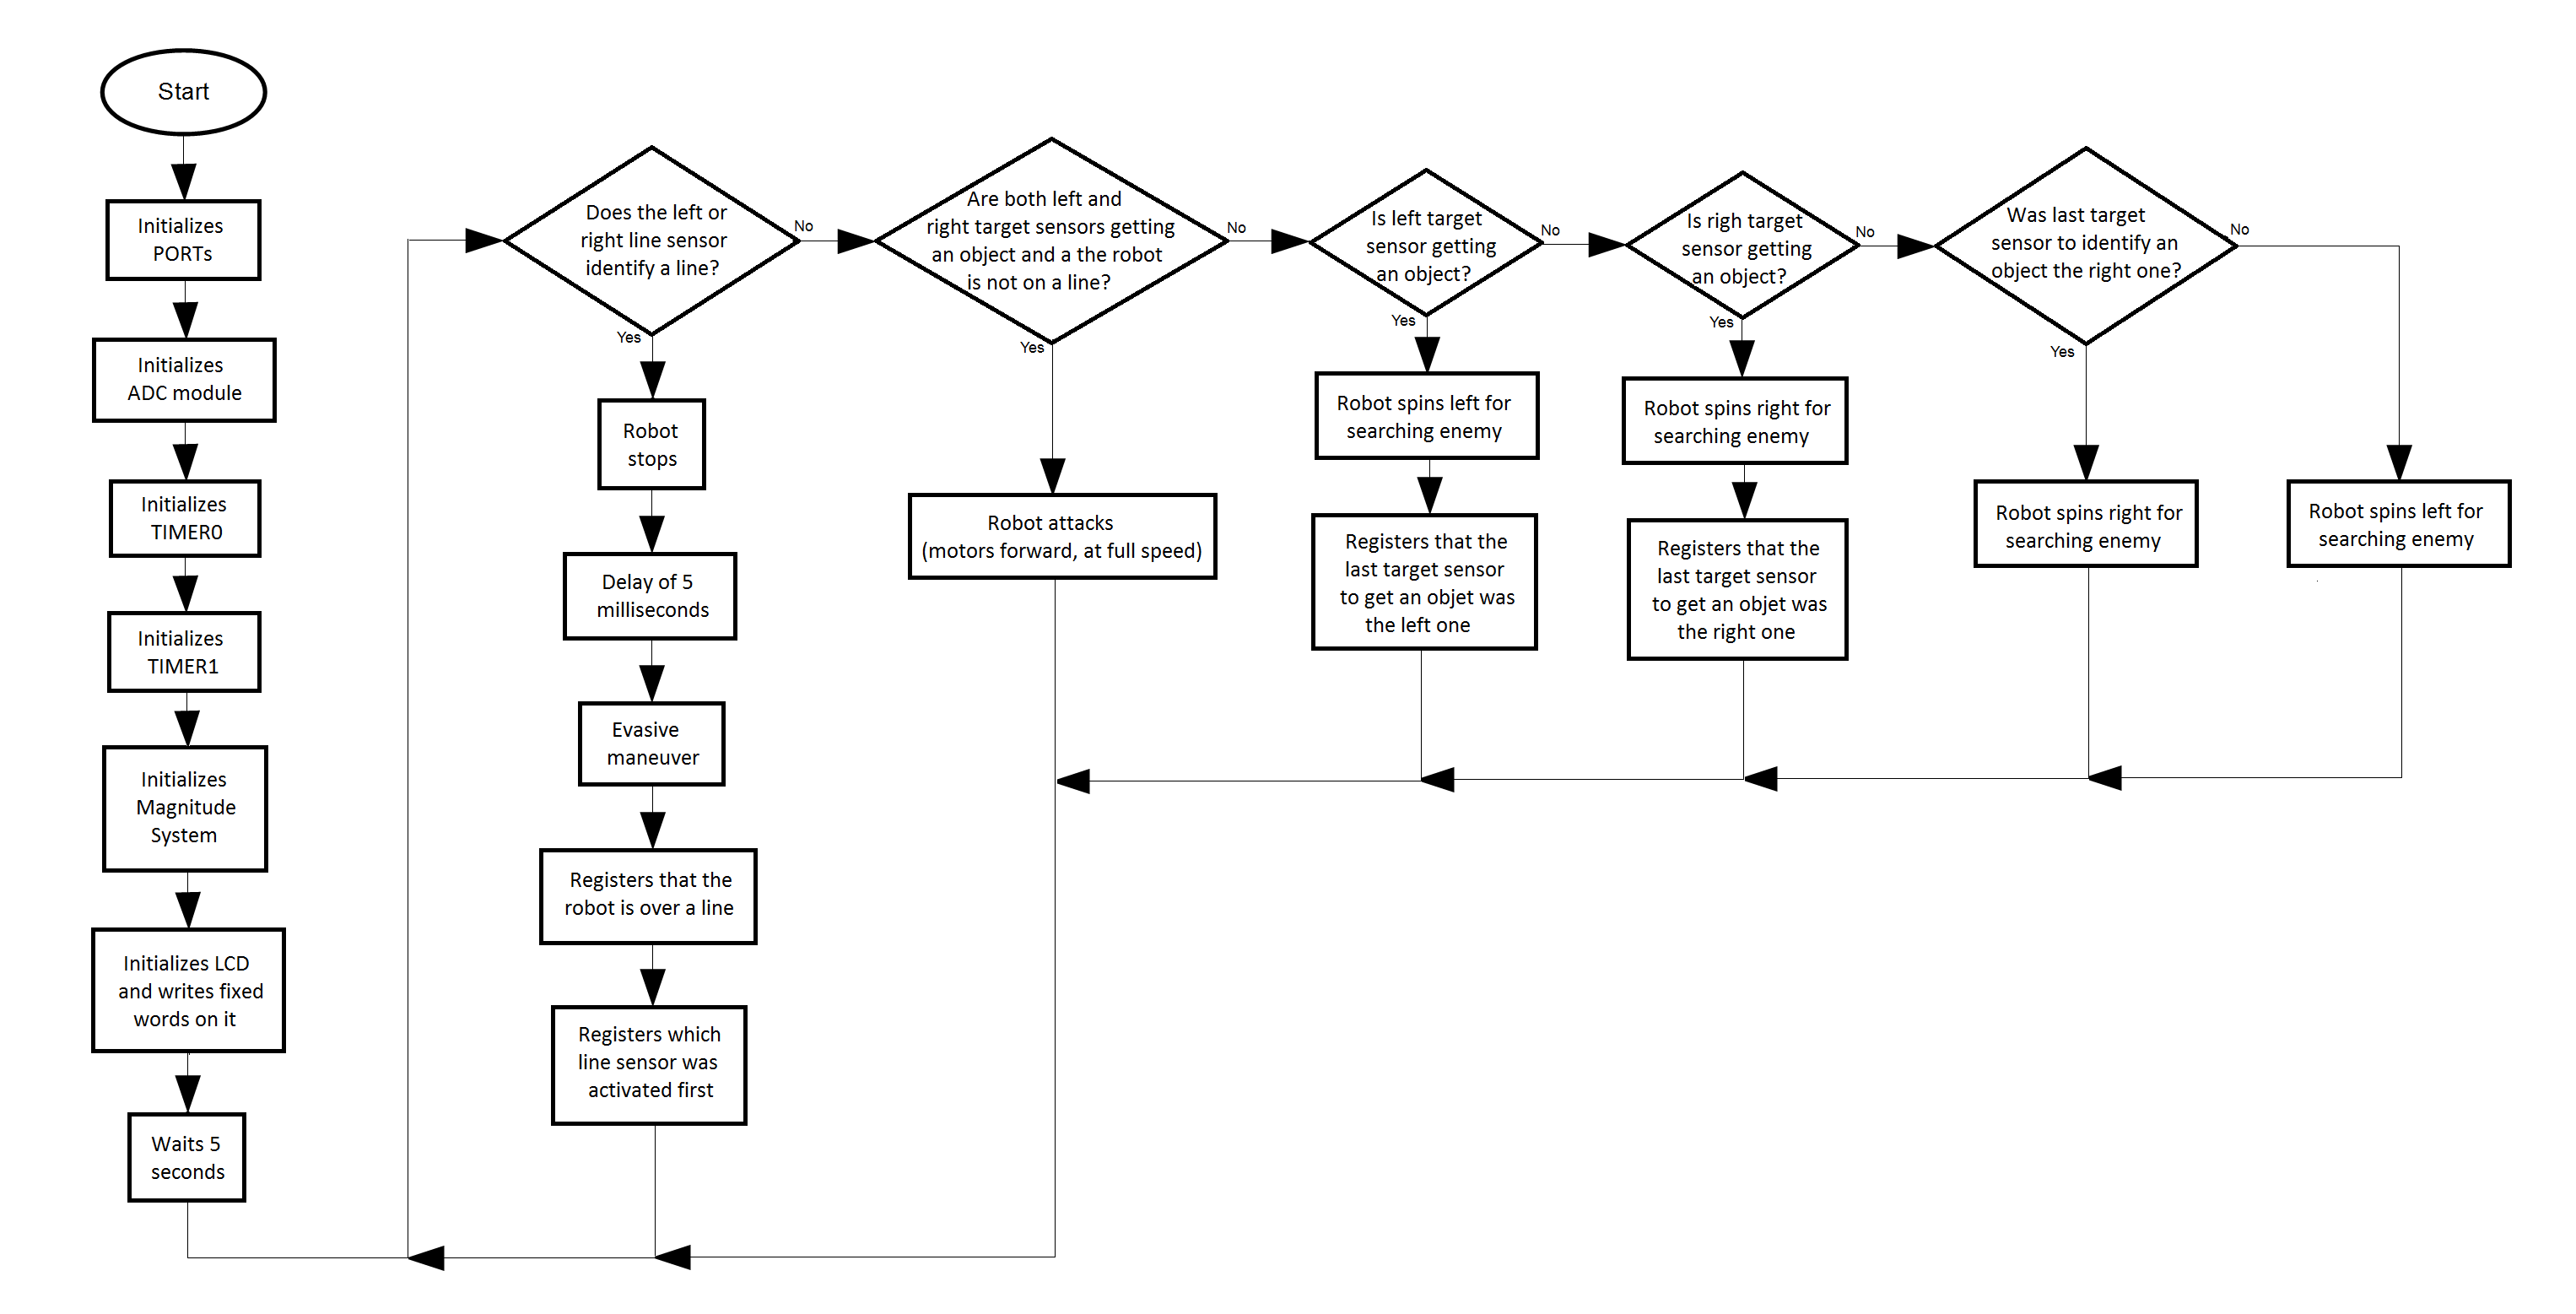 Start
Initializes
PORTs
Initializes
ADC module
Initializes
TIMER0
Initializes
TIMER1
Initializes
Magnitude
System
Initializes LCD
and writes fixed
words on it
Waits 5
seconds
Does the left or
right line sensor
identify a line?
No
Yes
Robot
stops
Delay of 5
milliseconds
Evasive
maneuver
Registers that the
robot is over a line
Registers which
line sensor was
activated first
Are both left and
right target sensors getting
an object and a the robot
is not on a line?
No
Yes
Robot attacks
(motors forward, at full speed)
Is left target
sensor getting
an object?
No
Yes
Robot spins left for
searching enemy
Registers that the
last target sensor
to get an objet was
the left one
Is righ target
sensor getting
an object?
No
Yes
Robot spins right for
searching enemy
Registers that the
last target sensor
to get an objet was
the right one
Was last target
sensor to identify an
object the right one?
No
Yes
Robot spins right for
searching enemy
Robot spins left for
searching enemy